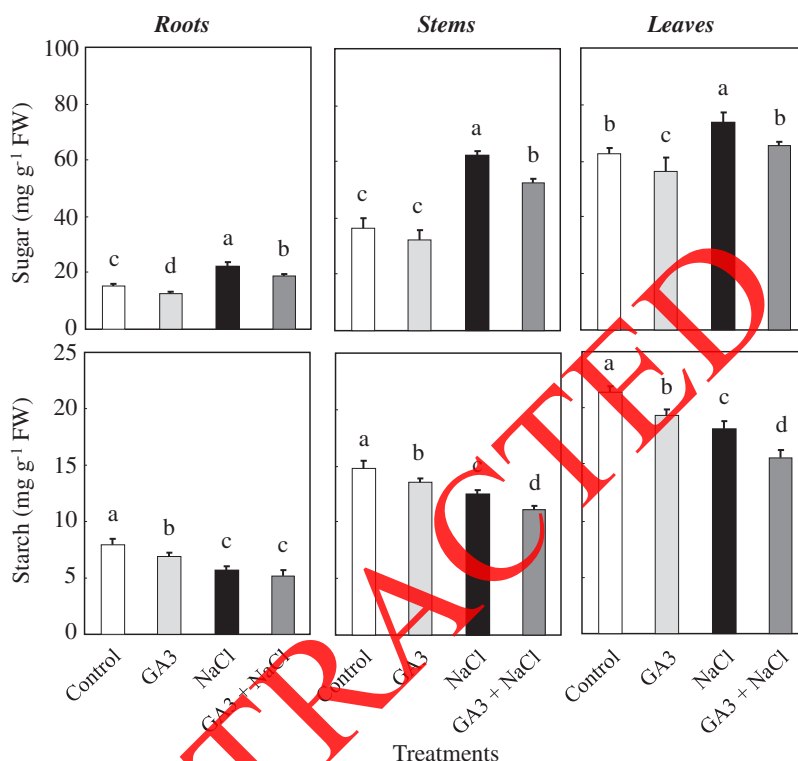 Roots Stems Leaves
100
80
60
40
20
0
Sugar (mg g-1 FW)
c d a b
c c a b
b c a b
25
20
15
10
5
0
Starch (mg g-1 FW)
a b c c
a b c d
a b c d
Control GA3 NaCl GA3 + NaCl
Control GA3 NaCl GA3 + NaCl
Control GA3 NaCl GA3 + NaCl
Treatments
TRACTED